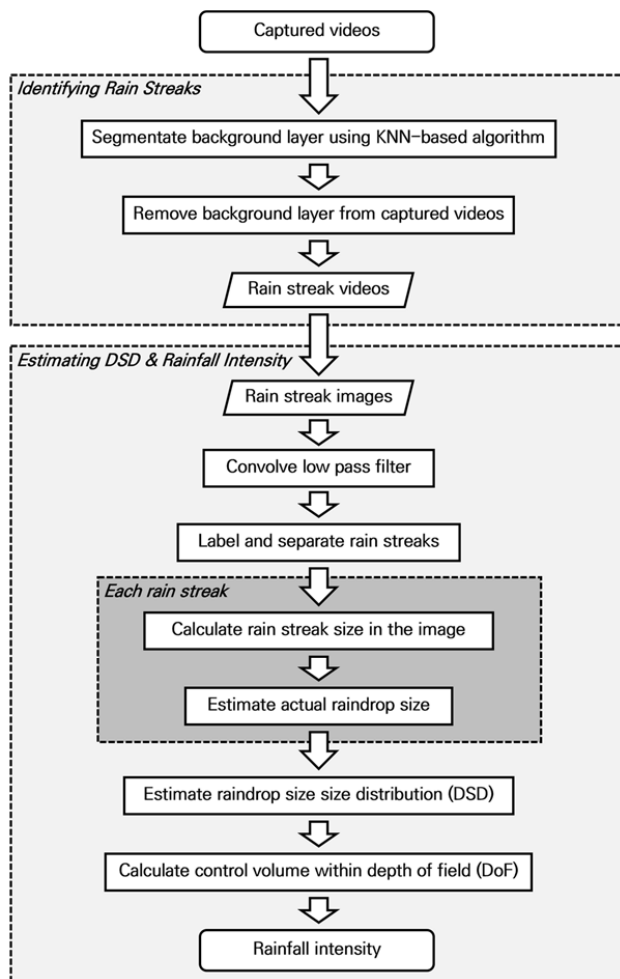 Captured videos
Identifying Rain Streaks
Segmentate background layer using KNN-based algorithm
Remove background layer from captured videos
Rain streak videos
Estimating DSD & Rainfall Intensity
Rain streak images
Convolve low pass filter
Label and separate rain streaks
Each rain streak
Calculate rain streak size in the image
Estimate actual raindrop size
Estimate raindrop size size distribution (DSD)
Calculate control volume within depth of field (DoF)
Rainfall intensity